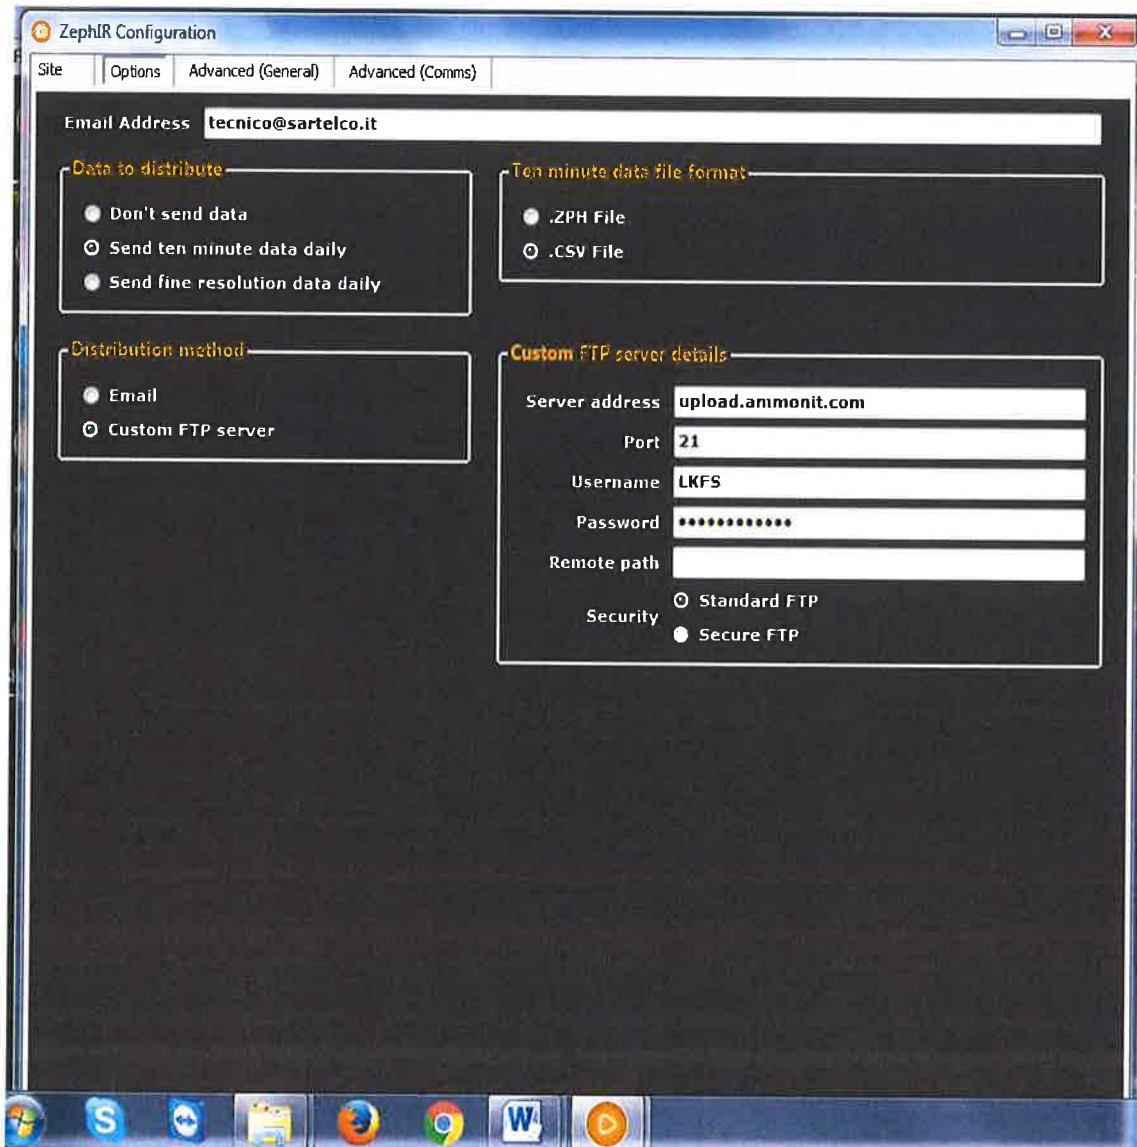 ZephIR Configuration
Site Options Advanced (General) Advanced (Comms)
Email Address tecnico@sartelco.it
Data to distribute
Don't send data
Send ten minute data daily
Send fine resolution data daily
Ten minute data file format
.ZPH File
.CSV File
Distribution method
Email
Custom FTP server
Custom FTP server details
Server address upload.ammonit.com
Port 21
Username LKFS
Password ••••••••••••
Remote path
Security
Standard FTP
Secure FTP